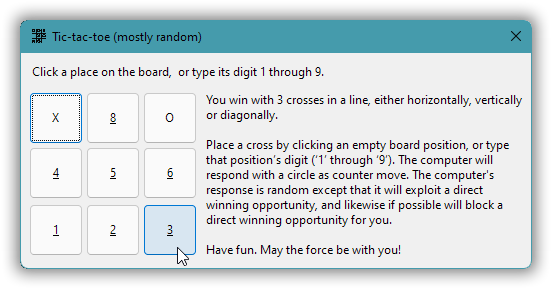 Tic-tac-toe (mostly random)
Click a place on the board,  or type its digit 1 through 9.
X 8 O
4 5 6
1 2 3
You win with 3 crosses in a line, either horizontally, vertically
or diagonally.
Place a cross by clicking an empty board position, or type
that position’s digit (‘1’ through ‘9’). The computer will
respond with a circle as counter move. The computer's
response is random except that it will exploit a direct
winning opportunity, and likewise if possible will block a
direct winning opportunity for you.
Have fun. May the force be with you!